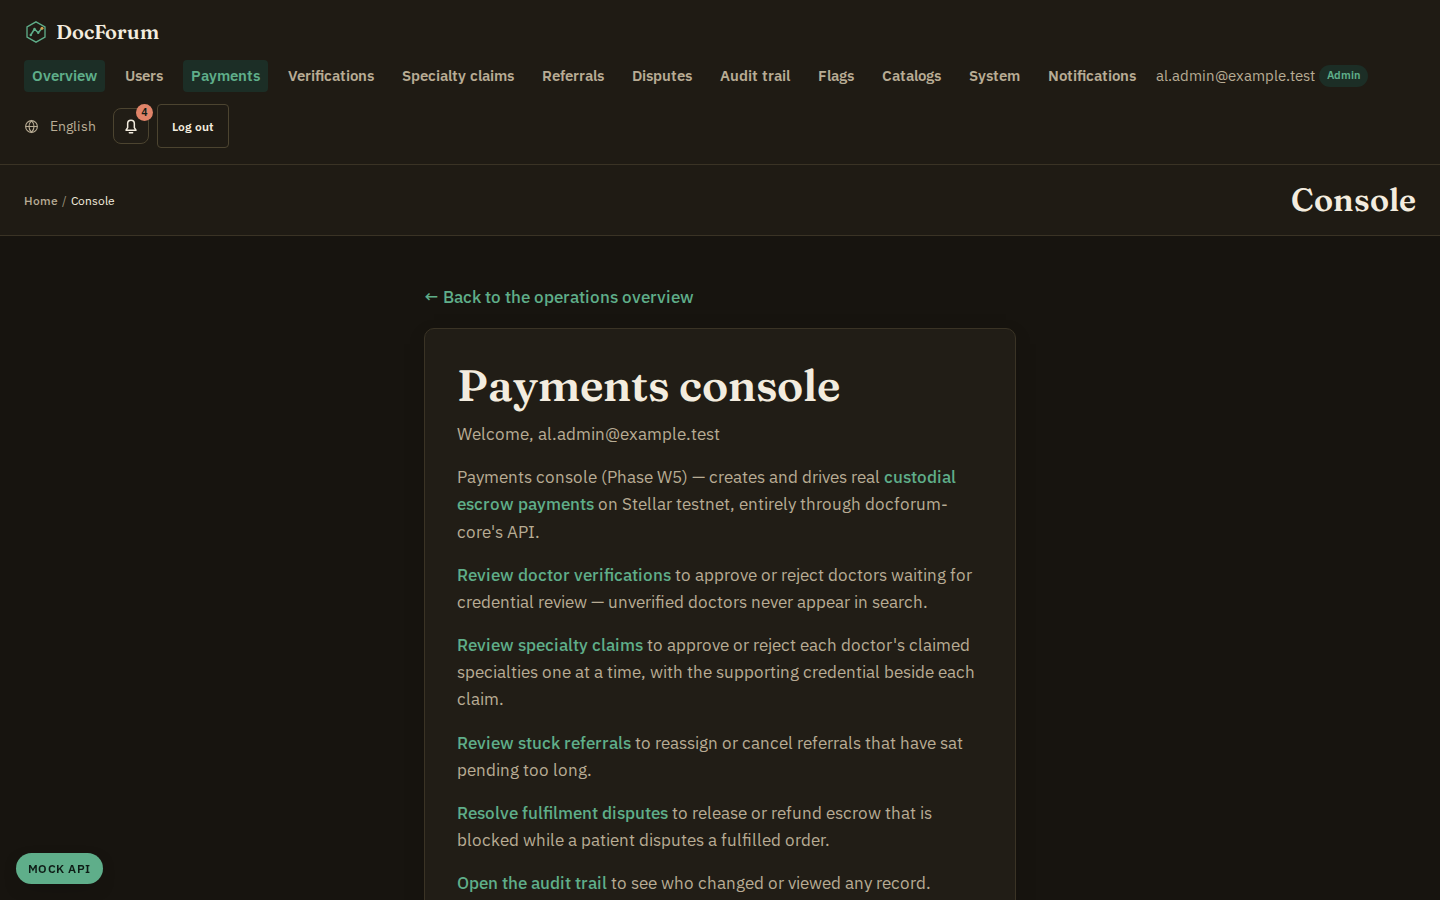 DocForum
Overview Users Payments Verifications Specialty claims Referrals Disputes Audit trail Flags Catalogs System Notifications al.admin@example.test Admin
English 4 Log out
Home / Console
Console
← Back to the operations overview
Payments console
Welcome, al.admin@example.test
Payments console (Phase W5) — creates and drives real custodial
escrow payments on Stellar testnet, entirely through docforum-
core's API.
Review doctor verifications to approve or reject doctors waiting for
credential review — unverified doctors never appear in search.
Review specialty claims to approve or reject each doctor's claimed
specialties one at a time, with the supporting credential beside each
claim.
Review stuck referrals to reassign or cancel referrals that have sat
pending too long.
Resolve fulfilment disputes to release or refund escrow that is
blocked while a patient disputes a fulfilled order.
Open the audit trail to see who changed or viewed any record.
MOCK API